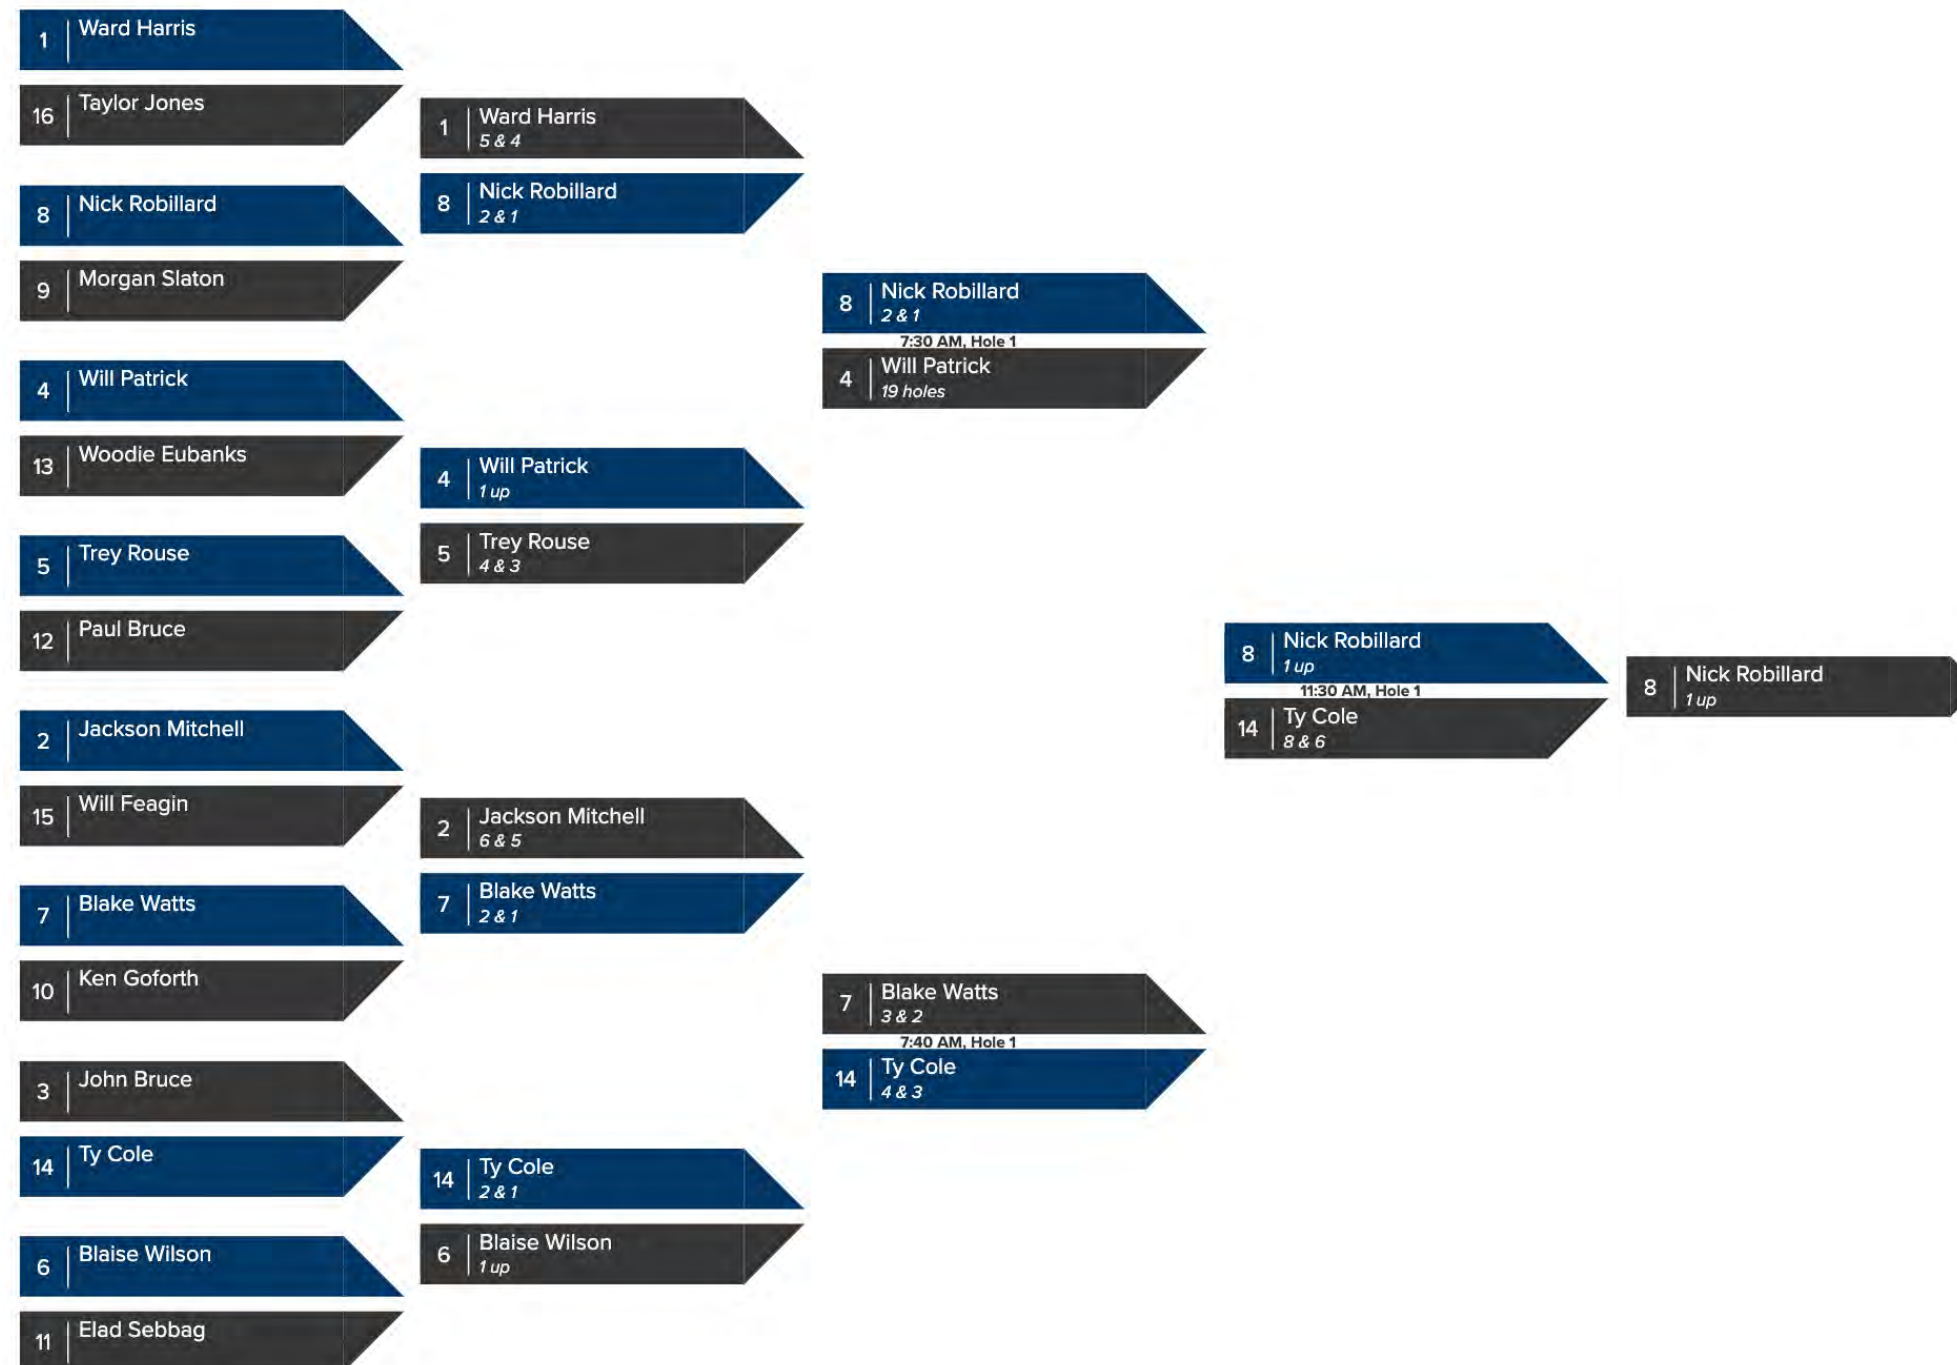 1
Ward Harris
16
Taylor Jones
8
Nick Robillard
9
Morgan Slaton
4
Will Patrick
13
Woodie Eubanks
5
Trey Rouse
12
Paul Bruce
2
Jackson Mitchell
15
Will Feagin
7
Blake Watts
10
Ken Goforth
3
John Bruce
14
Ty Cole
6
Blaise Wilson
11
Elad Sebbag
1
Ward Harris
5 & 4
8
Nick Robillard
2 & 1
4
Will Patrick
1 up
5
Trey Rouse
4 & 3
2
Jackson Mitchell
6 & 5
7
Blake Watts
2 & 1
14
Ty Cole
2 & 1
6
Blaise Wilson
1 up
8
Nick Robillard
2 & 1
7:30 AM, Hole 1
4
Will Patrick
19 holes
7
Blake Watts
3 & 2
7:40 AM, Hole 1
14
Ty Cole
4 & 3
8
Nick Robillard
1 up
11:30 AM, Hole 1
14
Ty Cole
8 & 6
8
Nick Robillard
1 up